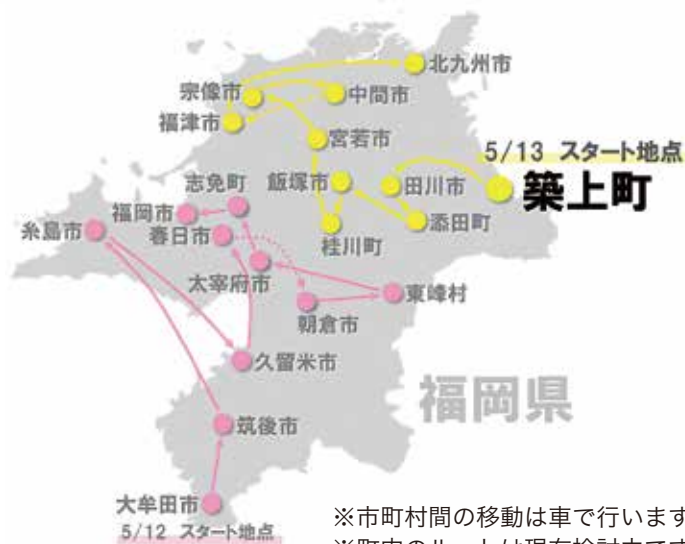 北九州市
宗像市
中間市
福津市
宮若市
5/13 スタート地点
築上町
志免町
飯塚市
田川市
福岡市
糸島市
春日市
添田町
桂川町
太宰府市
東峰村
朝倉市
久留米市
福岡県
筑後市
大牟田市
5/12 スタート地点
※市町村間の移動は車で行います